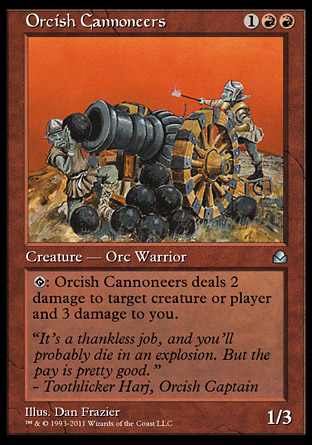 Orcish Cannoneers 1
Creature — Orc Warrior
: Orcish Cannoneers deals 2
damage to target creature or player
and 3 damage to you.
“It's a thankless job, and you'll
probably die in an explosion. But the
pay is pretty good.”
- Toothlicker Harj, Orcish Captain
Illus. Dan Frazier
™ & © 1993-2011 Wizards of the Coast LLC
1/3